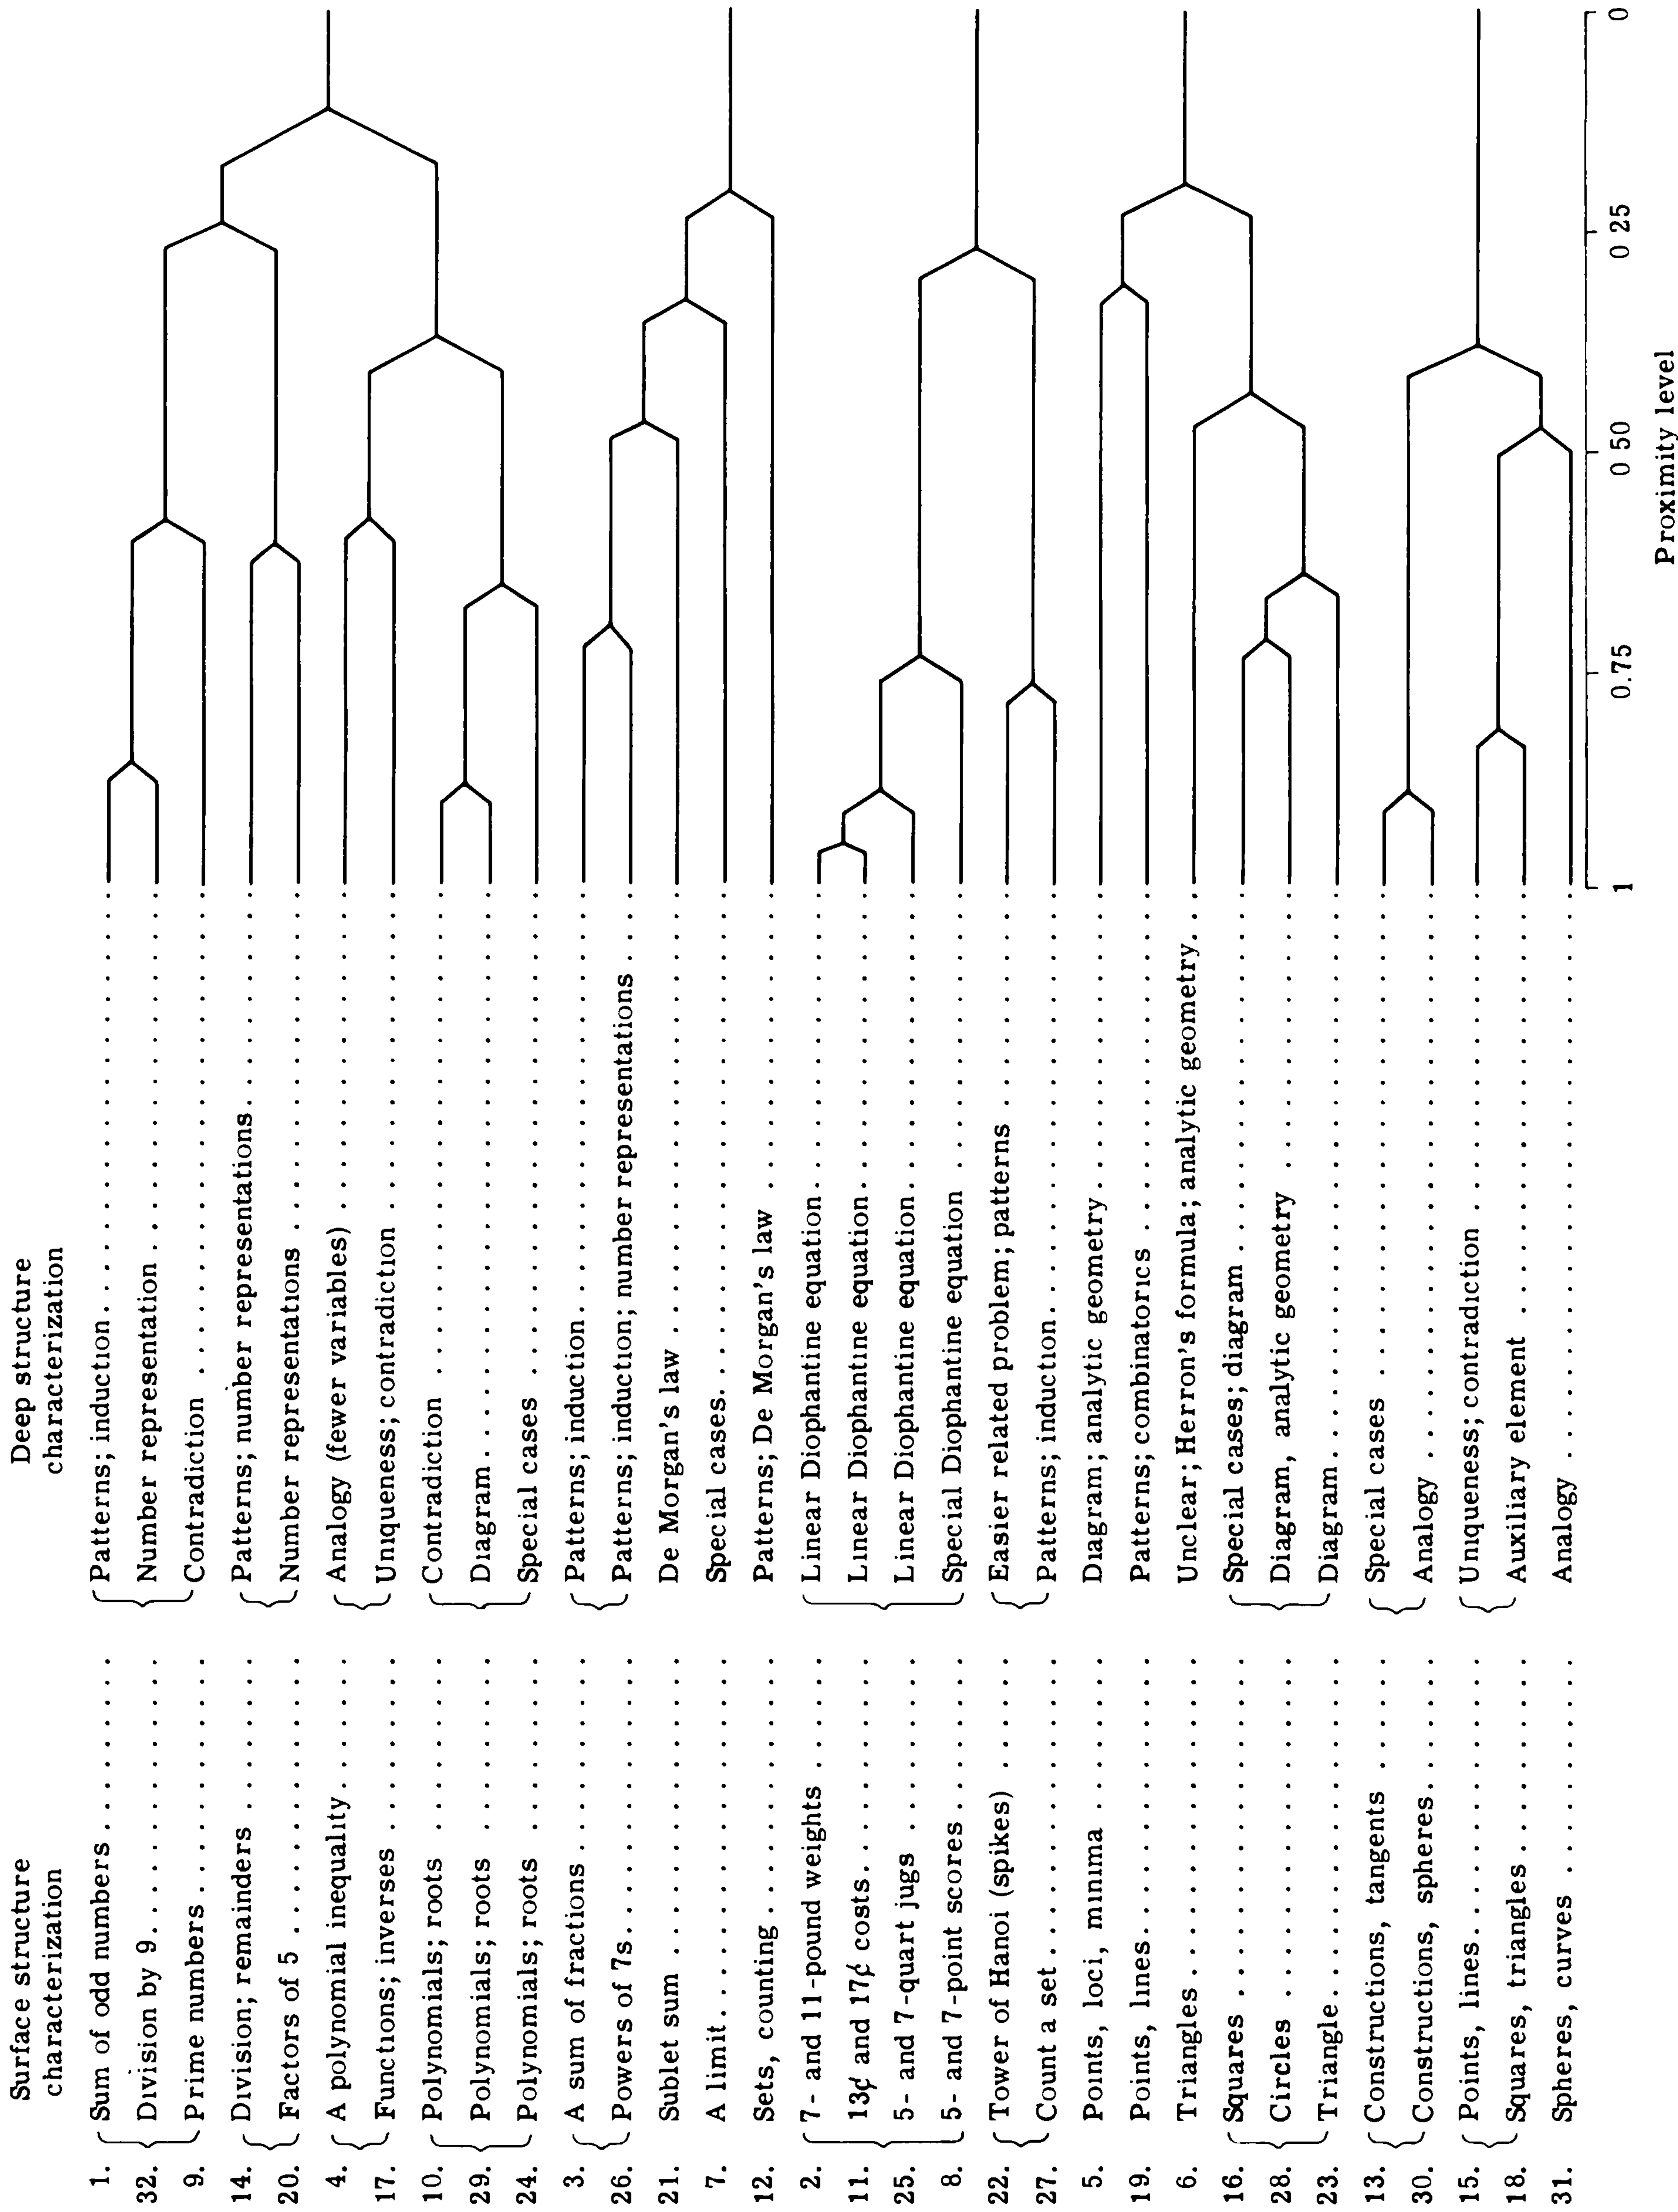 Surface structure characterization
Deep structure characterization
1. Sum of odd numbers Patterns; induction
32. Division by 9 Number representation
9. Prime numbers Contradiction
14. Division; remainders Patterns; number representations
20. Factors of 5 Number representations
4. A polynomial inequality Analogy (fewer variables)
17. Functions; inverses Uniqueness; contradiction
10. Polynomials; roots Contradiction
29. Polynomials; roots Diagram
24. Polynomials; roots Special cases
3. A sum of fractions Patterns; induction
26. Powers of 7s Patterns; induction; number representations
21. Sublet sum De Morgan's law
7. A limit Special cases
12. Sets, counting Patterns; De Morgan's law
2. 7- and 11-pound weights Linear Diophantine equation
11. 13¢ and 17¢ costs Linear Diophantine equation
25. 5- and 7-quart jugs Linear Diophantine equation
8. 5- and 7-point scores Special Diophantine equation
22. Tower of Hanoi (spikes) Easier related problem; patterns
27. Count a set Patterns; induction
5. Points, loci, minima Diagram; analytic geometry
19. Points, lines Patterns; combinatorics
6. Triangles Unclear; Herron's formula; analytic geometry
16. Squares Special cases; diagram
28. Circles Diagram, analytic geometry
23. Triangle Diagram
13. Constructions, tangents Special cases
30. Constructions, spheres Analogy
15. Points, lines Uniqueness; contradiction
18. Squares, triangles Auxiliary element
31. Spheres, curves Analogy
1 0.75 0 50 0 25 0
Proximity level